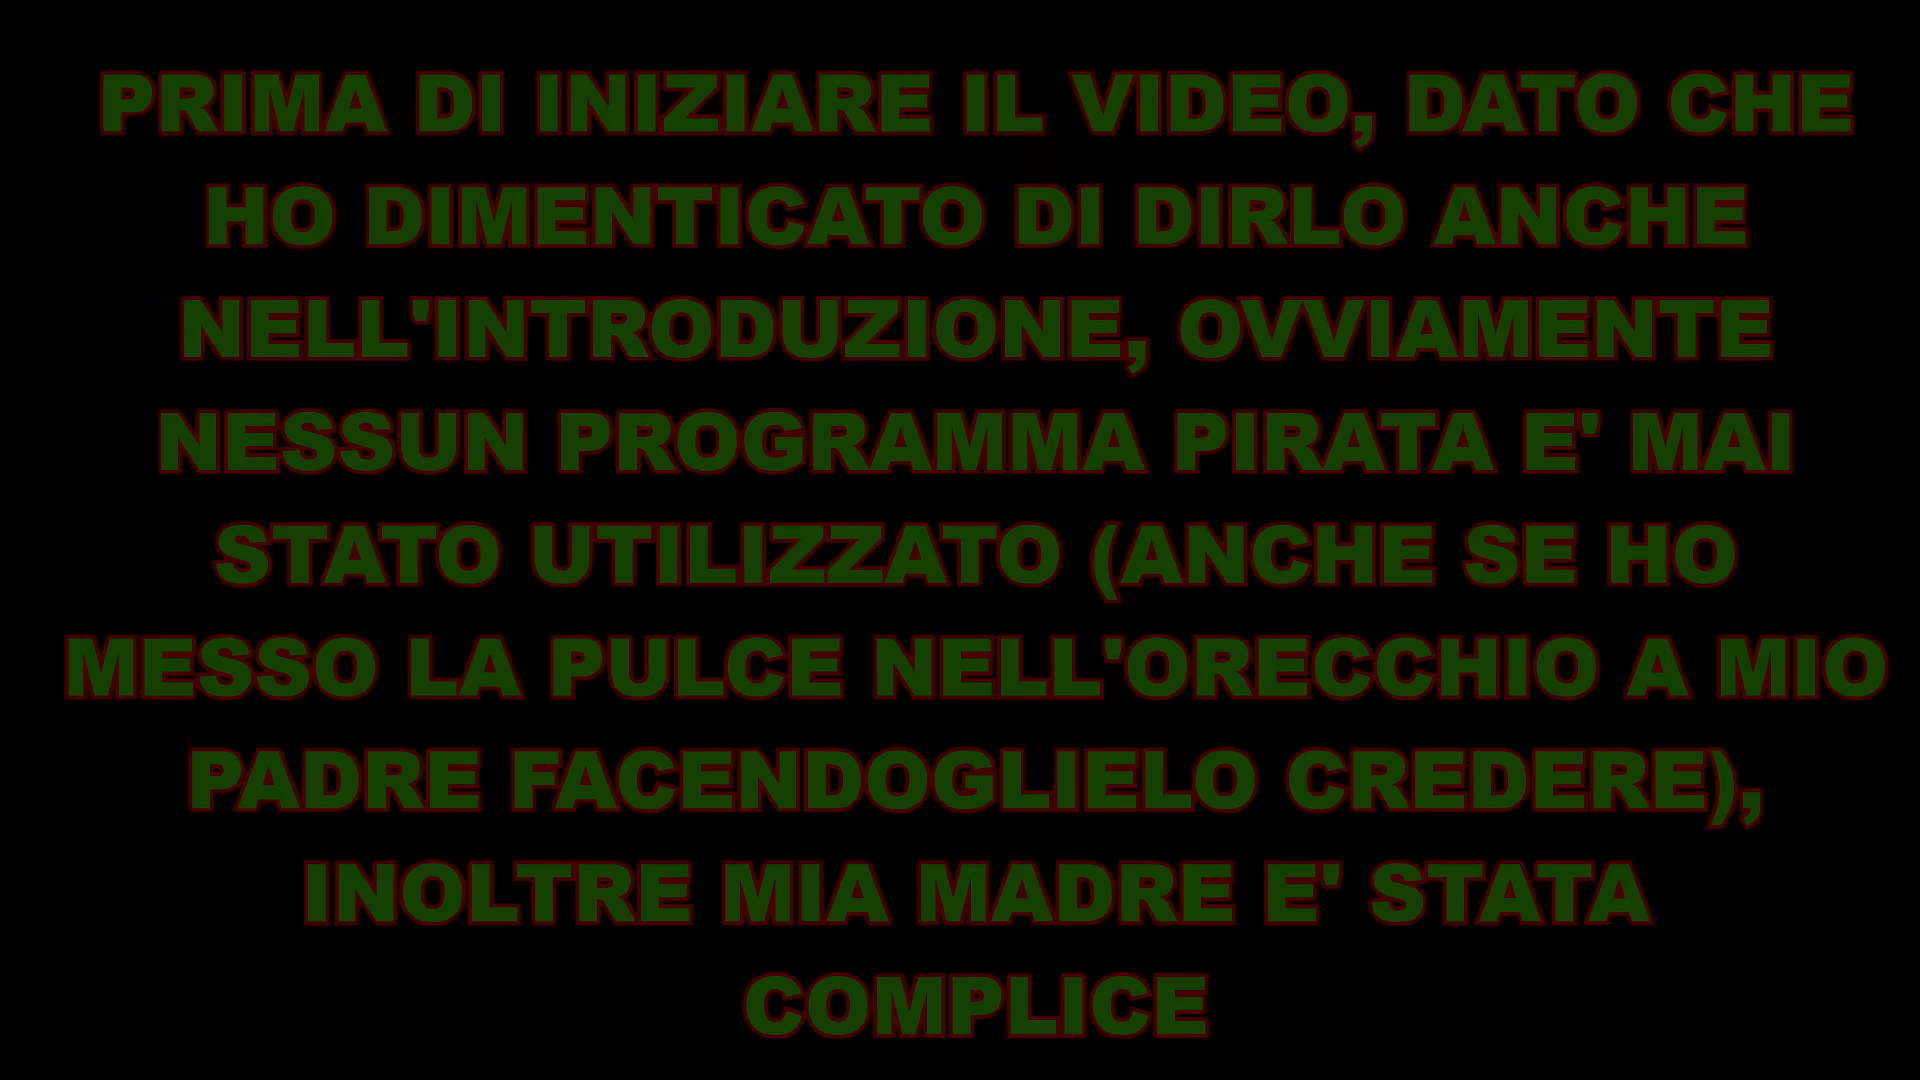 PRIMA DI INIZIARE IL VIDEO, DATO CHE
HO DIMENTICATO DI DIRLO ANCHE
NELL'INTRODUZIONE, OVVIAMENTE
NESSUN PROGRAMMA PIRATA E' MAI
STATO UTILIZZATO (ANCHE SE HO
MESSO LA PULCE NELL'ORECCHIO A MIO
PADRE FACENDOGLIELO CREDERE),
INOLTRE MIA MADRE E' STATA
COMPLICE